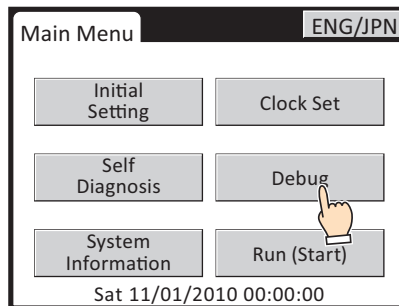 Main Menu
ENG/JPN
Initial
Setting
Clock Set
Self
Diagnosis
Debug
System
Information
Run (Start)
Sat 11/01/2010 00:00:00